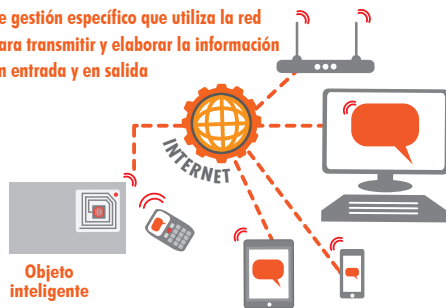 e gestión específico que utiliza la red
ara transmitir y elaborar la información
n entrada y en salida
INTERNET
Objeto
inteligente